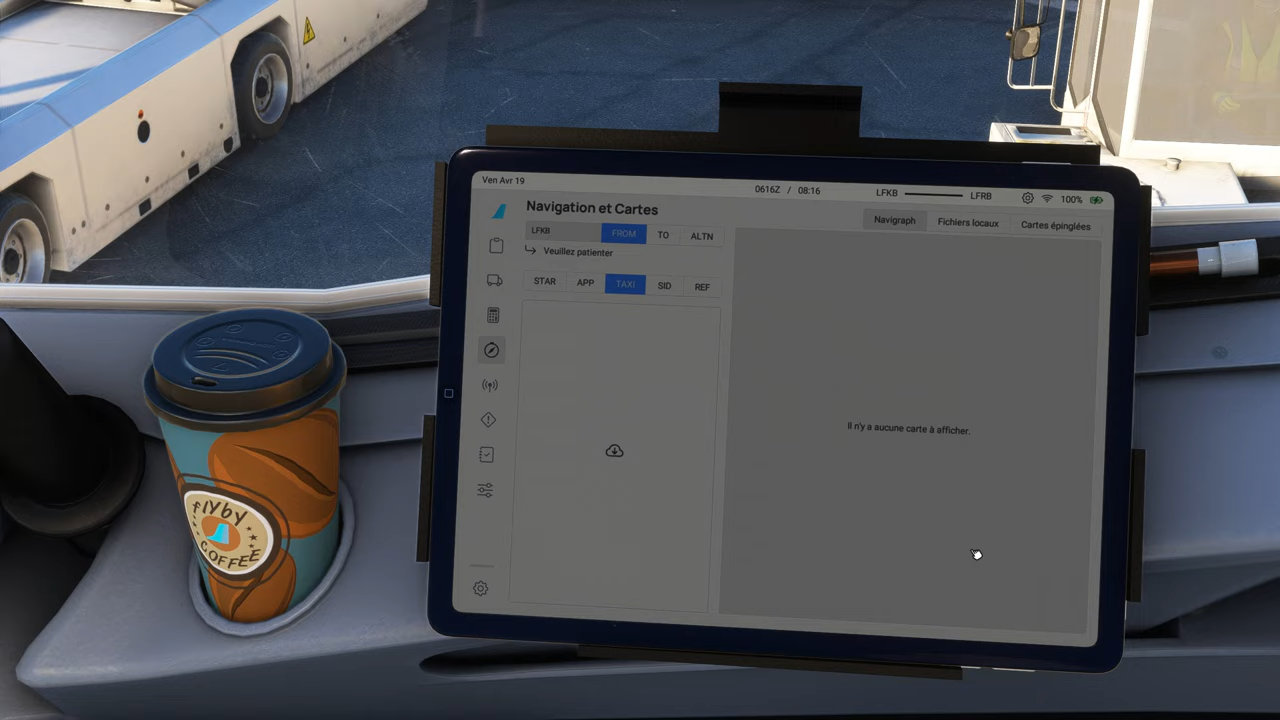 Ven Avr 19
0616Z / 08:16
LFKB LFRB
100%
Navigation et Cartes
Navigraph
Fichiers locaux
Cartes épinglées
LFKB
FROM
TO
ALTN
Veuillez patienter
STAR
APP
TAXI
SID
REF
Il n'y a aucune carte à afficher.
flyby
COFFEE